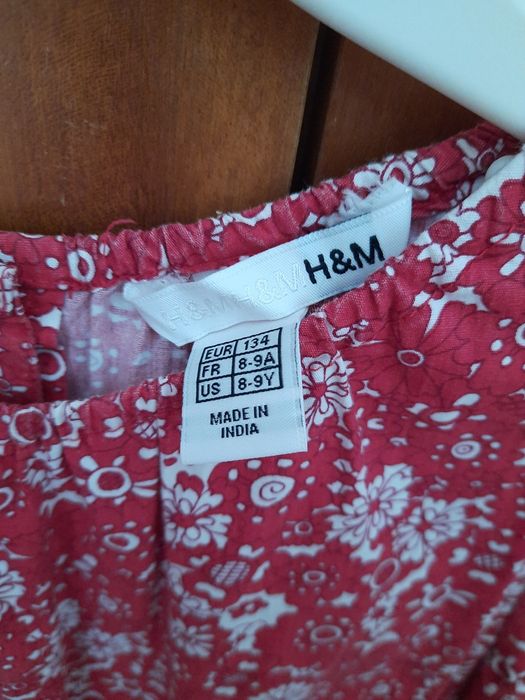 H&M H&M H&M
EUR 134
FR 8-9A
US 8-9Y
MADE IN
INDIA